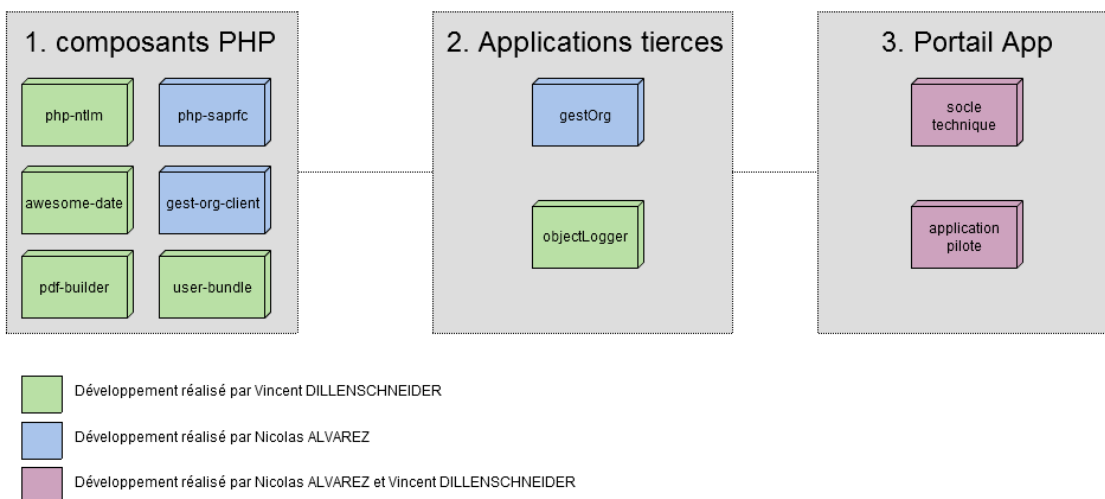 1. composants PHP
php-ntlm
php-saprfc
awesome-date
gest-org-client
pdf-builder
user-bundle
2. Applications tierces
gestOrg
objectLogger
3. Portail App
socle
technique
application
pilote
Développement réalisé par Vincent DILLENSCHNEIDER
Développement réalisé par Nicolas ALVAREZ
Développement réalisé par Nicolas ALVAREZ et Vincent DILLENSCHNEIDER